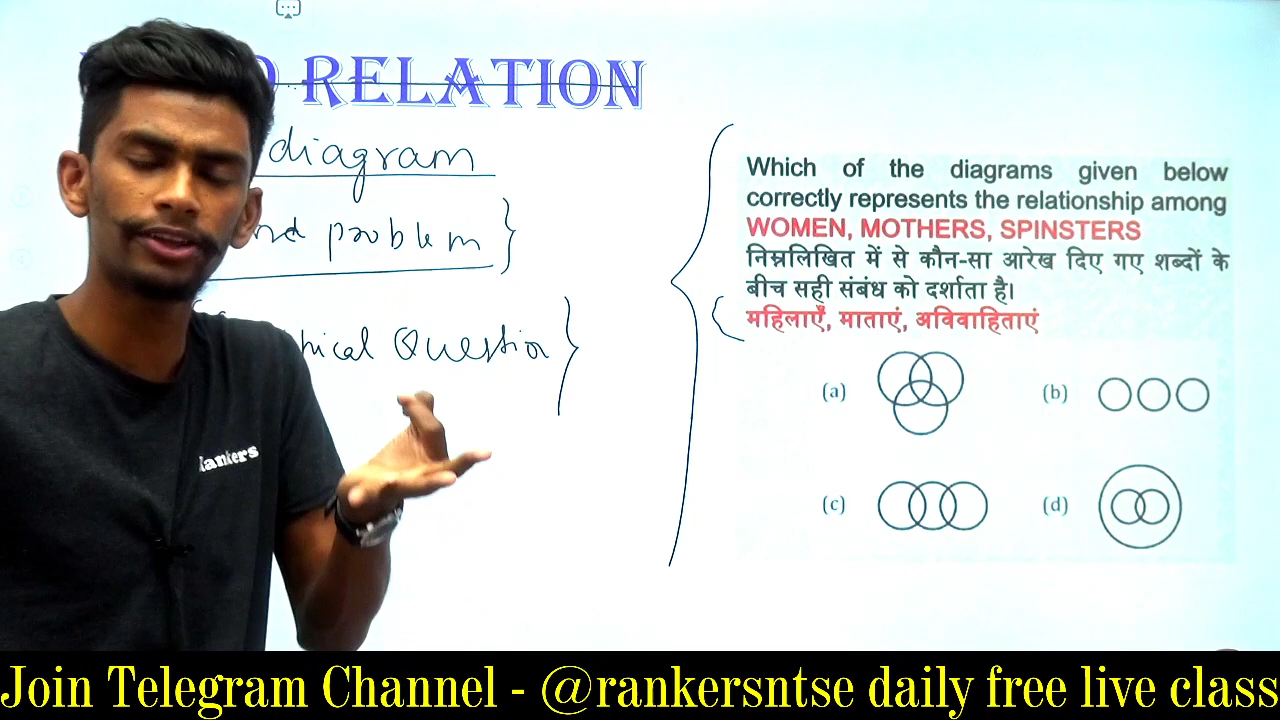 RELATION
diagram
problem
Question
Rankers
Which of the diagrams given below
correctly represents the relationship among
WOMEN, MOTHERS, SPINSTERS
निम्नलिखित में से कौन-सा आरेख दिए गए शब्दों के
बीच सही संबंध को दर्शाता है।
महिलाएँ, माताएं, अविवाहिताएं
(a)
(b)
(c)
(d)
Join Telegram Channel - @rankersntse daily free live class